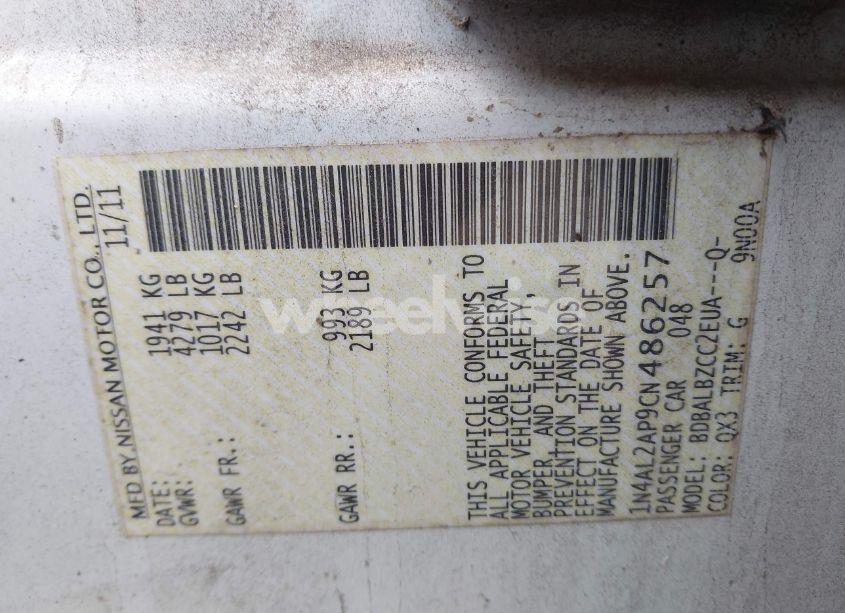 MFD BY NISSAN MOTOR CO., LTD.
DATE: 11/11
GVWR: 1941 KG
4279 LB
GAWR FR.: 1017 KG
2242 LB
GAWR RR.: 993 KG
2189 LB
THIS VEHICLE CONFORMS TO
ALL APPLICABLE FEDERAL
MOTOR VEHICLE SAFETY,
BUMPER, AND THEFT
PREVENTION STANDARDS IN
EFFECT ON THE DATE OF
MANUFACTURE SHOWN ABOVE.
1N4AL2AP9CN486257
PASSENGER CAR 048
MODEL: BDBALBZCC2EUA---Q-
COLOR: QX3 TRIM: G 9N00A
wheelwise